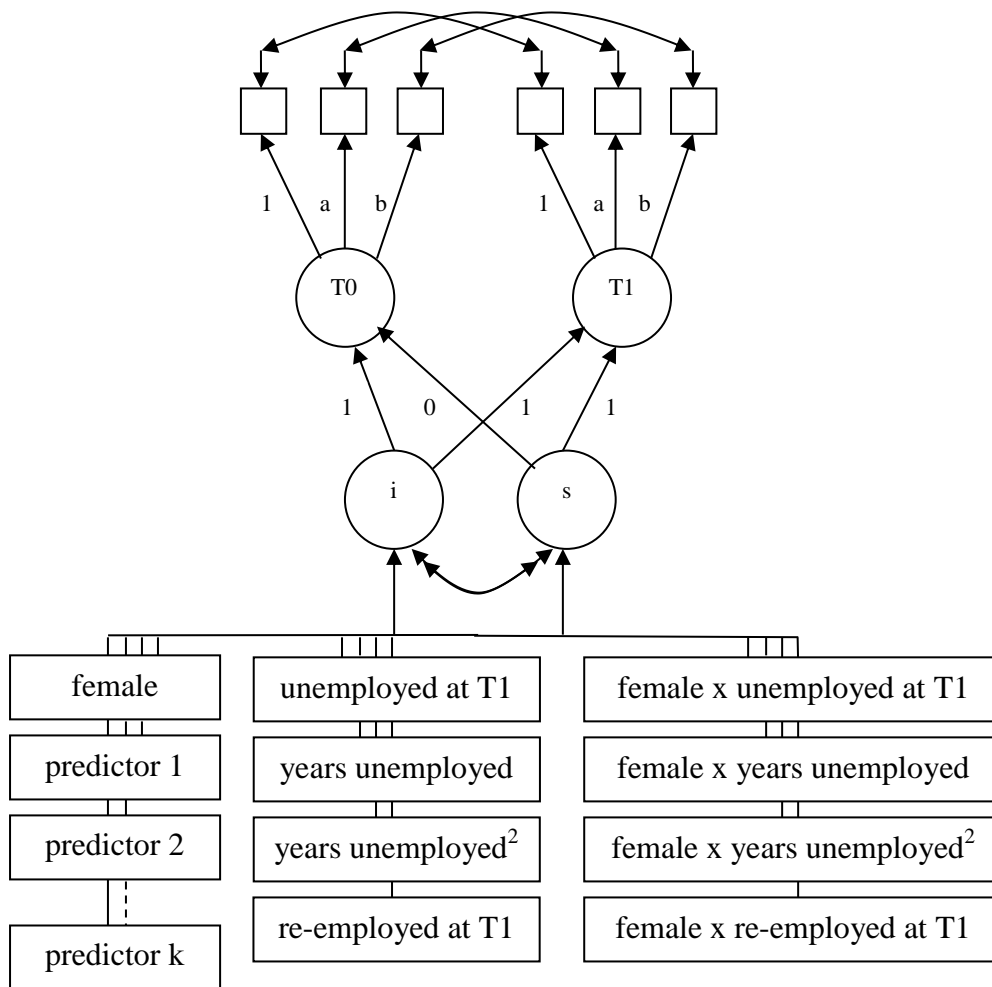 1 a b 1 a b
T0 T1
1 0 1 1
i s
female
predictor 1
predictor 2
predictor k
unemployed at T1
years unemployed
years unemployed²
re-employed at T1
female x unemployed at T1
female x years unemployed
female x years unemployed²
female x re-employed at T1